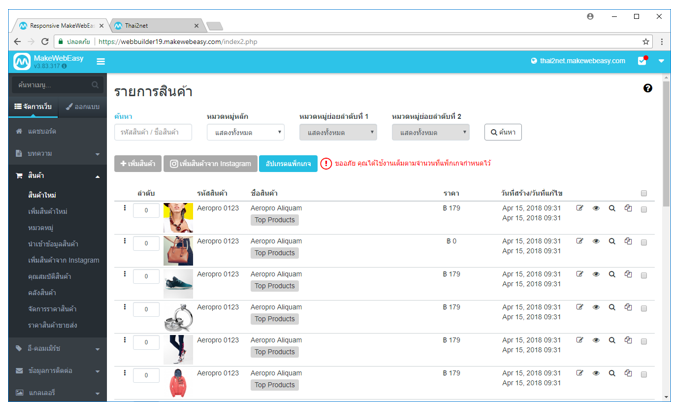 Responsive MakeWebEa
Thai2net
ปลอดภัย
https://webbuilder19.makewebeasy.com/index2.php
MakeWebEasy
v3.83.317
thai2net.makewebeasy.com
ค้นหาเมนู...
จัดการเว็บ
ออกแบบ
แดชบอร์ด
บทความ
สินค้า
สินค้าใหม่
เพิ่มสินค้าใหม่
หมวดหมู่
นำเข้าข้อมูลสินค้า
เพิ่มสินค้าจาก Instagram
คุณสมบัติสินค้า
คลังสินค้า
จัดการราคาสินค้า
ราคาสินค้าขายส่ง
อี-คอมเมิร์ซ
ข้อมูลการติดต่อ
แกลเลอรี่
รายการสินค้า
ค้นหา หมวดหมู่หลัก หมวดหมู่ย่อยลำดับที่ 1 หมวดหมู่ย่อยลำดับที่ 2
รหัสสินค้า / ชื่อสินค้า แสดงทั้งหมด แสดงทั้งหมด แสดงทั้งหมด ค้นหา
+ เพิ่มสินค้า เพิ่มสินค้าจาก Instagram อัปเกรดแพ็กเกจ ขออภัย คุณได้ใช้งานเต็มตามจำนวนที่แพ็กเกจกำหนดไว้
ลำดับ รหัสสินค้า ชื่อสินค้า ราคา วันที่สร้าง/วันที่แก้ไข
0 Aeropro 0123 Aeropro Aliquam ฿ 179 Apr 15, 2018 09:31
Top Products Apr 15, 2018 09:31
0 Aeropro 0123 Aeropro Aliquam ฿ 0 Apr 15, 2018 09:31
Top Products Apr 15, 2018 09:31
0 Aeropro 0123 Aeropro Aliquam ฿ 179 Apr 15, 2018 09:31
Top Products Apr 15, 2018 09:31
0 Aeropro 0123 Aeropro Aliquam ฿ 179 Apr 15, 2018 09:31
Top Products Apr 15, 2018 09:31
0 Aeropro 0123 Aeropro Aliquam ฿ 179 Apr 15, 2018 09:31
Top Products Apr 15, 2018 09:31
0 Aeropro 0123 Aeropro Aliquam ฿ 179 Apr 15, 2018 09:31
Top Products Apr 15, 2018 09:31